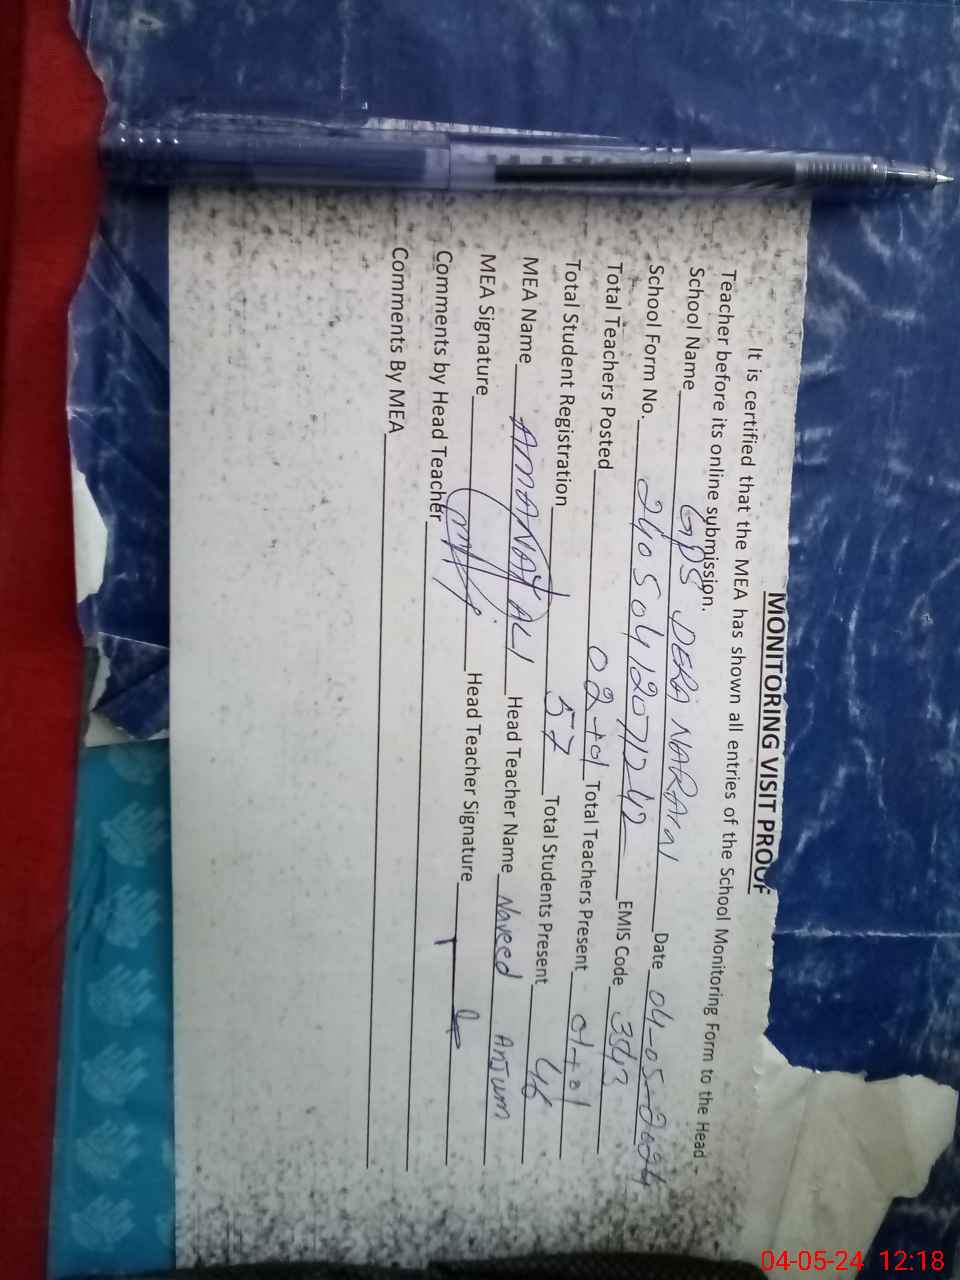 MONITORING VISIT PROOF
It is certified that the MEA has shown all entries of the School Monitoring Form to the Head -
Teacher before its online submission.
School Name GPS DERA NARARI Date 04-05-2024
School Form No. 24050412071242 EMIS Code 3543
Total Teachers Posted 02+01 Total Teachers Present 01+01
Total Student Registration 57 Total Students Present 46
MEA Name AMANAT ALI Head Teacher Name Naveed Anjum
MEA Signature Head Teacher Signature
Comments by Head Teacher
Comments By MEA
04-05-24 12:18